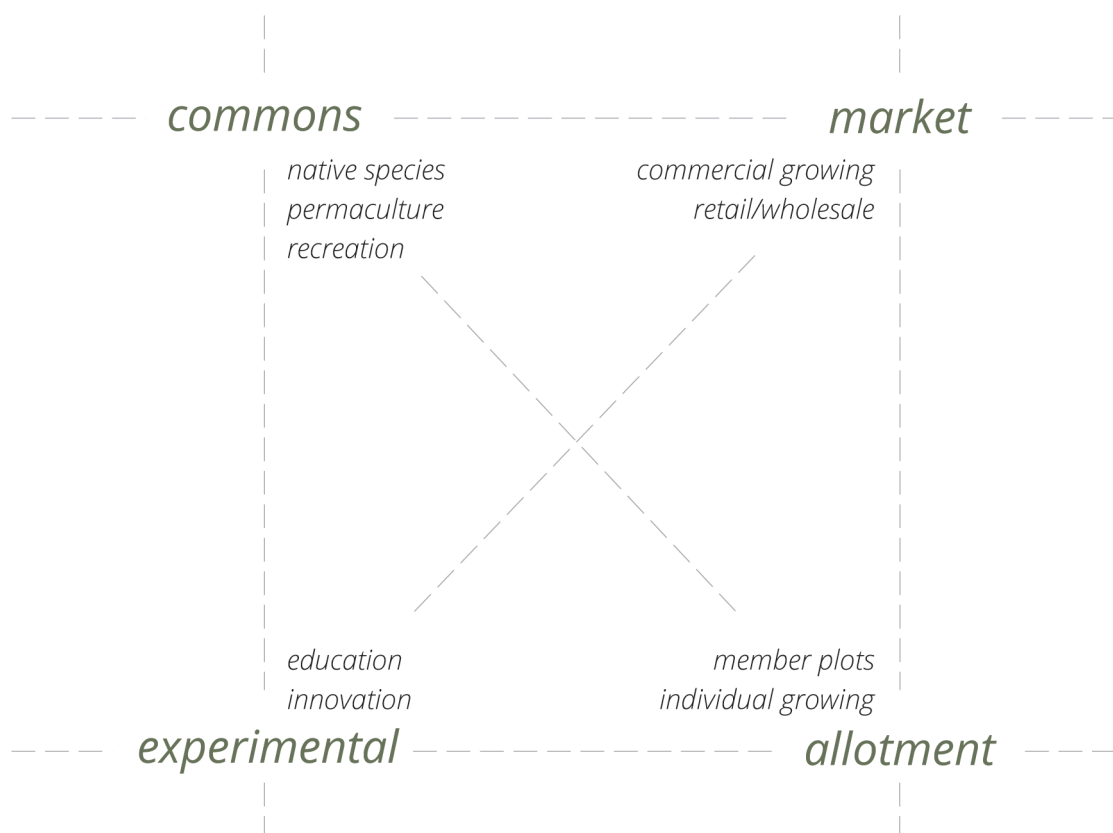 commons
market
native species
permaculture
recreation
commercial growing
retail/wholesale
education
innovation
member plots
individual growing
experimental
allotment